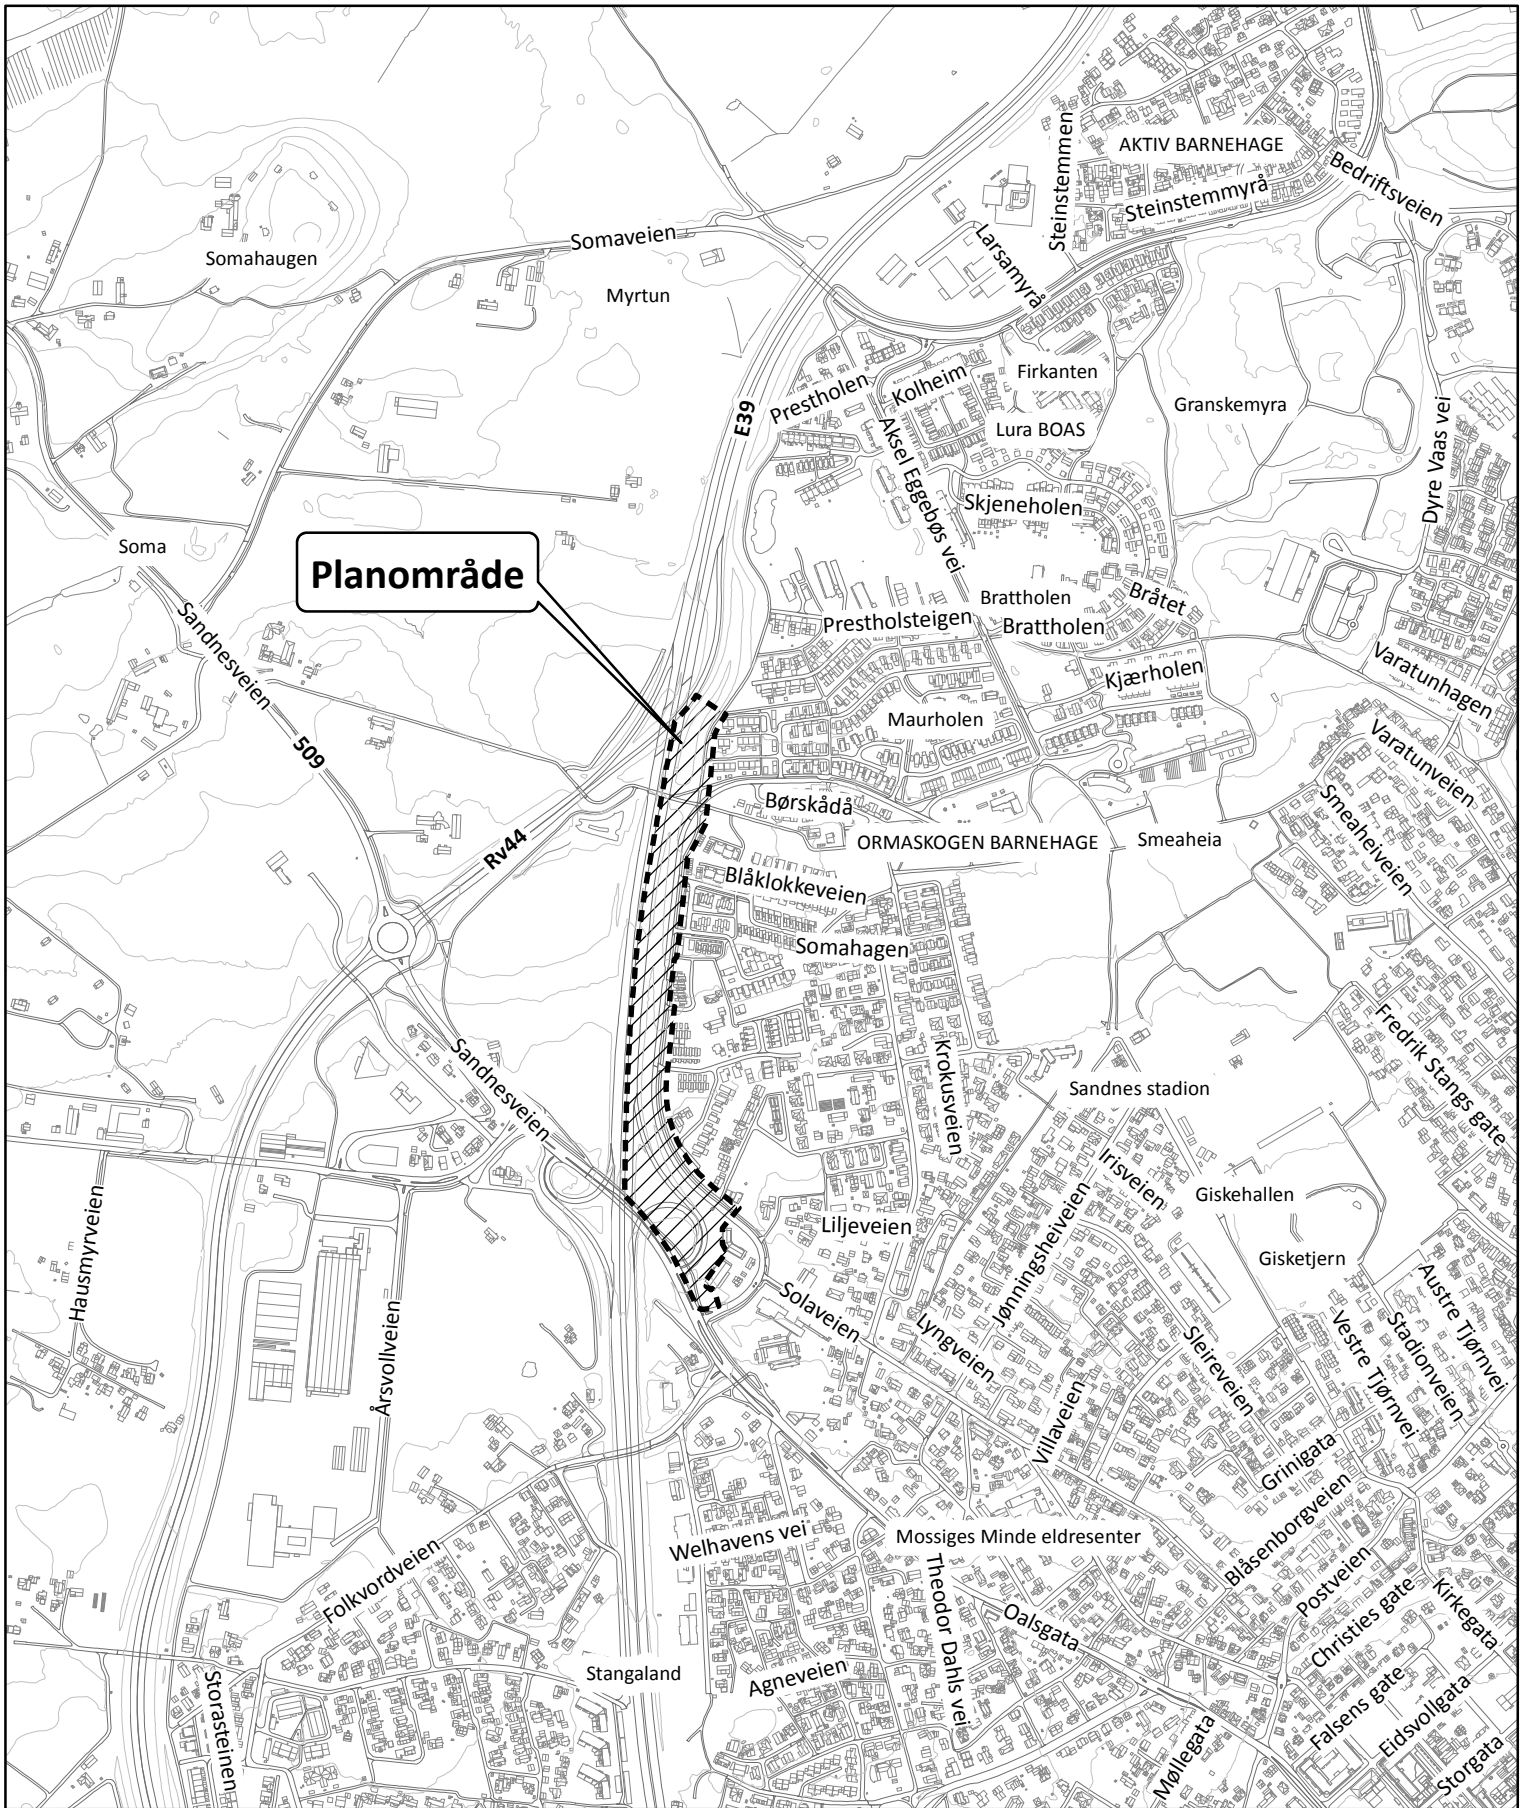 AKTIV BARNEHAGE
Steinstemmen
Bedriftsveien
Steinstemmyrå
Somaveien
Somahaugen
Larsamyrå
Myrtun
Firkanten
Kolheim
Prestholen
E39
Granskemyra
Lura BOAS
Aksel Eggebøs vei
Dyre Vaas vei
Skjeneholen
Soma
Planområde
Brattholen
Bråtet
Prestholsteigen
Brattholen
Sandnesveien
Kjærholen
Varatunhagen
Maurholen
509
Varatunveien
Børskådå
Smeaheiveien
Rv44
ORMASKOGEN BARNEHAGE
Smeaheia
Blåklokkeveien
Somahagen
Fredrik Stangs gate
Sandnesveien
Krokusveien
Sandnes stadion
Irisveien
Hausmyrveien
Giskehallen
Liljeveien
Jønningsheiveien
Gisketjern
Austre Tjørnvei
Solaveien
Stadionveien
Årsvollveien
Lyngveien
Vestre Tjørnvei
Sleireveien
Villaveien
Grinigata
Blåsenborgveien
Welhavens vei
Mossiges Minde eldresenter
Folkvordveien
Postveien
Christies gate
Kirkegata
Theodor Dahls vei
Oalsgata
Stangaland
Agneveien
Storasteinen
Falsens gate
Eidsvollgata
Møllegata
Storgata